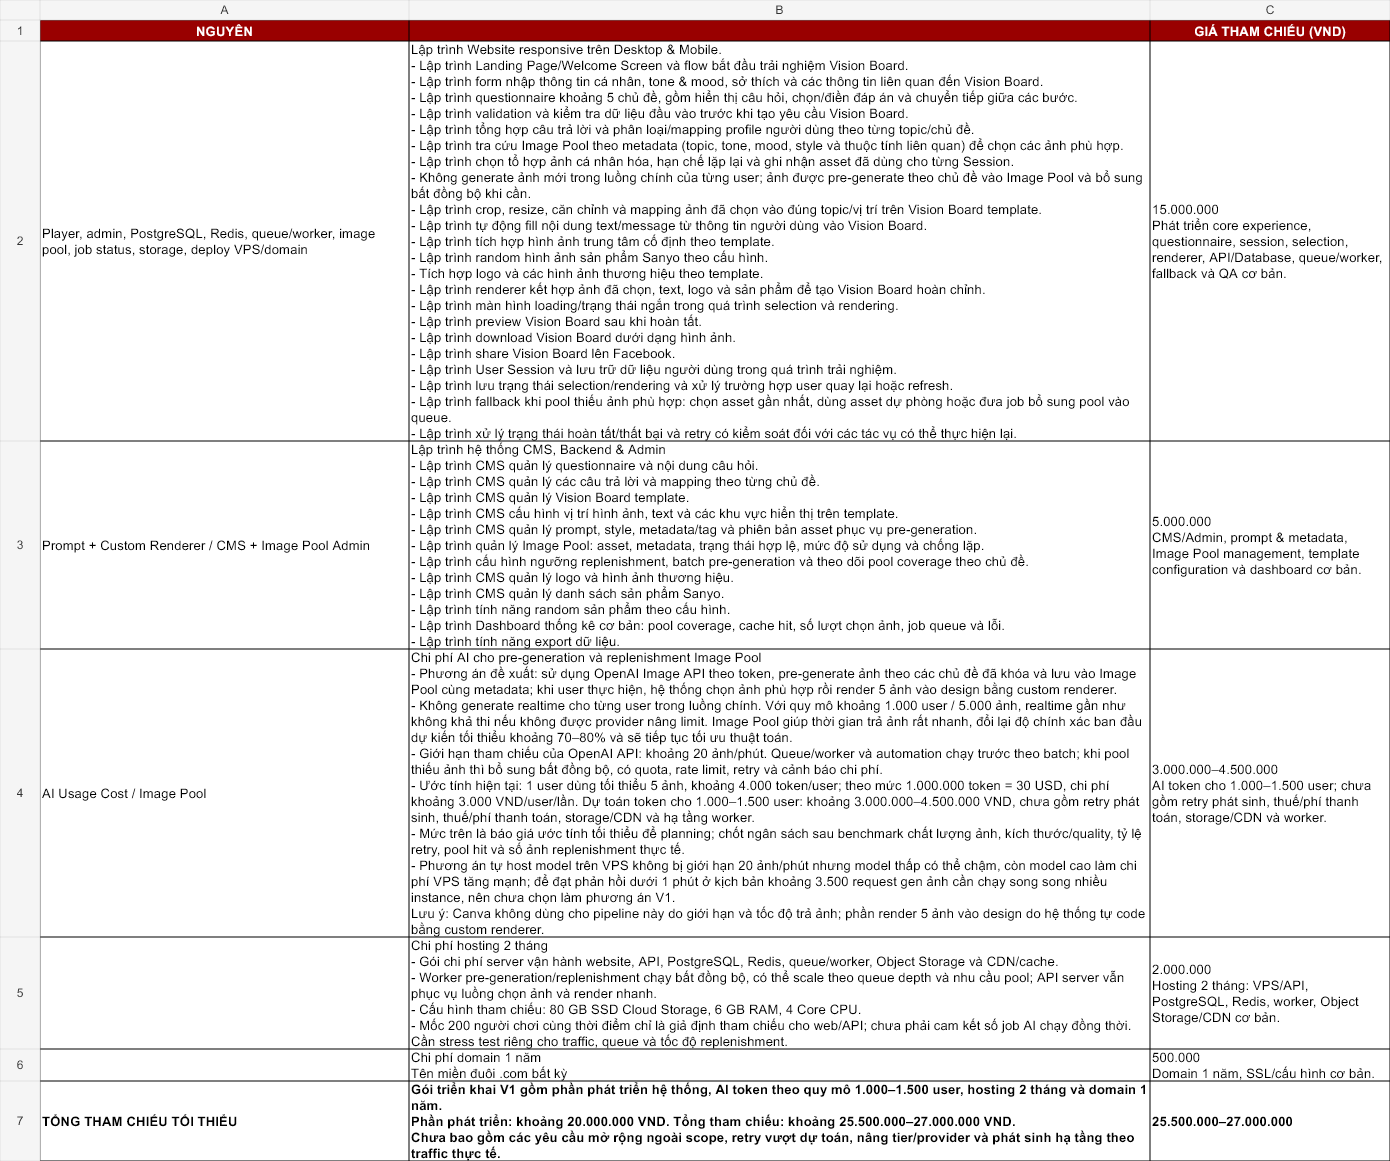 A B C
1 NGUYÊN GIÁ THAM CHIẾU (VND)
2
Player, admin, PostgreSQL, Redis, queue/worker, image
pool, job status, storage, deploy VPS/domain
Lập trình Website responsive trên Desktop & Mobile.
- Lập trình Landing Page/Welcome Screen và flow bắt đầu trải nghiệm Vision Board.
- Lập trình form nhập thông tin cá nhân, tone & mood, sở thích và các thông tin liên quan đến Vision Board.
- Lập trình questionnaire khoảng 5 chủ đề, gồm hiển thị câu hỏi, chọn/điền đáp án và chuyển tiếp giữa các bước.
- Lập trình validation và kiểm tra dữ liệu đầu vào trước khi tạo yêu cầu Vision Board.
- Lập trình tổng hợp câu trả lời và phân loại/mapping profile người dùng theo từng topic/chủ đề.
- Lập trình tra cứu Image Pool theo metadata (topic, tone, mood, style và thuộc tính liên quan) để chọn các ảnh phù hợp.
- Lập trình chọn tổ hợp ảnh cá nhân hóa, hạn chế lặp lại và ghi nhận asset đã dùng cho từng Session.
- Không generate ảnh mới trong luồng chính của từng user; ảnh được pre-generate theo chủ đề vào Image Pool và bổ sung
bất đồng bộ khi cần.
- Lập trình crop, resize, căn chỉnh và mapping ảnh đã chọn vào đúng topic/vị trí trên Vision Board template.
- Lập trình tự động fill nội dung text/message từ thông tin người dùng vào Vision Board.
- Lập trình tích hợp hình ảnh trung tâm cố định theo template.
- Lập trình random hình ảnh sản phẩm Sanyo theo cấu hình.
- Tích hợp logo và các hình ảnh thương hiệu theo template.
- Lập trình renderer kết hợp ảnh đã chọn, text, logo và sản phẩm để tạo Vision Board hoàn chỉnh.
- Lập trình màn hình loading/trạng thái ngắn trong quá trình selection và rendering.
- Lập trình preview Vision Board sau khi hoàn tất.
- Lập trình download Vision Board dưới dạng hình ảnh.
- Lập trình share Vision Board lên Facebook.
- Lập trình User Session và lưu trữ dữ liệu người dùng trong quá trình trải nghiệm.
- Lập trình lưu trạng thái selection/rendering và xử lý trường hợp user quay lại hoặc refresh.
- Lập trình fallback khi pool thiếu ảnh phù hợp: chọn asset gần nhất, dùng asset dự phòng hoặc đưa job bổ sung pool vào
queue.
- Lập trình xử lý trạng thái hoàn tất/thất bại và retry có kiểm soát đối với các tác vụ có thể thực hiện lại.
15.000.000
Phát triển core experience,
questionnaire, session, selection,
renderer, API/Database, queue/worker,
fallback và QA cơ bản.
3
Prompt + Custom Renderer / CMS + Image Pool Admin
Lập trình hệ thống CMS, Backend & Admin
- Lập trình CMS quản lý questionnaire và nội dung câu hỏi.
- Lập trình CMS quản lý các câu trả lời và mapping theo từng chủ đề.
- Lập trình CMS quản lý Vision Board template.
- Lập trình CMS cấu hình vị trí hình ảnh, text và các khu vực hiển thị trên template.
- Lập trình CMS quản lý prompt, style, metadata/tag và phiên bản asset phục vụ pre-generation.
- Lập trình quản lý Image Pool: asset, metadata, trạng thái hợp lệ, mức độ sử dụng và chống lặp.
- Lập trình cấu hình ngưỡng replenishment, batch pre-generation và theo dõi pool coverage theo chủ đề.
- Lập trình CMS quản lý logo và hình ảnh thương hiệu.
- Lập trình CMS quản lý danh sách sản phẩm Sanyo.
- Lập trình tính năng random sản phẩm theo cấu hình.
- Lập trình Dashboard thống kê cơ bản: pool coverage, cache hit, số lượt chọn ảnh, job queue và lỗi.
- Lập trình tính năng export dữ liệu.
5.000.000
CMS/Admin, prompt & metadata,
Image Pool management, template
configuration và dashboard cơ bản.
4
AI Usage Cost / Image Pool
Chi phí AI cho pre-generation và replenishment Image Pool
- Phương án đề xuất: sử dụng OpenAI Image API theo token, pre-generate ảnh theo các chủ đề đã khóa và lưu vào Image
Pool cùng metadata; khi user thực hiện, hệ thống chọn ảnh phù hợp rồi render 5 ảnh vào design bằng custom renderer.
- Không generate realtime cho từng user trong luồng chính. Với quy mô khoảng 1.000 user / 5.000 ảnh, realtime gần như
không khả thi nếu không được provider nâng limit. Image Pool giúp thời gian trả ảnh rất nhanh, đổi lại độ chính xác ban đầu
dự kiến tối thiểu khoảng 70–80% và sẽ tiếp tục tối ưu thuật toán.
- Giới hạn tham chiếu của OpenAI API: khoảng 20 ảnh/phút. Queue/worker và automation chạy trước theo batch; khi pool
thiếu ảnh thì bổ sung bất đồng bộ, có quota, rate limit, retry và cảnh báo chi phí.
- Ước tính hiện tại: 1 user dùng tối thiểu 5 ảnh, khoảng 4.000 token/user; theo mức 1.000.000 token = 30 USD, chi phí
khoảng 3.000 VND/user/lần. Dự toán token cho 1.000–1.500 user: khoảng 3.000.000–4.500.000 VND, chưa gồm retry phát
sinh, thuế/phí thanh toán, storage/CDN và hạ tầng worker.
- Mức trên là báo giá ước tính tối thiểu để planning; chốt ngân sách sau benchmark chất lượng ảnh, kích thước/quality, tỷ lệ
retry, pool hit và số ảnh replenishment thực tế.
- Phương án tự host model trên VPS không bị giới hạn 20 ảnh/phút nhưng model thấp có thể chậm, còn model cao làm chi
phí VPS tăng mạnh; để đạt phản hồi dưới 1 phút ở kịch bản khoảng 3.500 request gen ảnh cần chạy song song nhiều
instance, nên chưa chọn làm phương án V1.
Lưu ý: Canva không dùng cho pipeline này do giới hạn và tốc độ trả ảnh; phần render 5 ảnh vào design do hệ thống tự code
bằng custom renderer.
3.000.000–4.500.000
AI token cho 1.000–1.500 user; chưa
gồm retry phát sinh, thuế/phí thanh
toán, storage/CDN và worker.
5
Chi phí hosting 2 tháng
- Gói chi phí server vận hành website, API, PostgreSQL, Redis, queue/worker, Object Storage và CDN/cache.
- Worker pre-generation/replenishment chạy bất đồng bộ, có thể scale theo queue depth và nhu cầu pool; API server vẫn
phục vụ luồng chọn ảnh và render nhanh.
- Cấu hình tham chiếu: 80 GB SSD Cloud Storage, 6 GB RAM, 4 Core CPU.
- Mốc 200 người chơi cùng thời điểm chỉ là giả định tham chiếu cho web/API; chưa phải cam kết số job AI chạy đồng thời.
Cần stress test riêng cho traffic, queue và tốc độ replenishment.
2.000.000
Hosting 2 tháng: VPS/API,
PostgreSQL, Redis, worker, Object
Storage/CDN cơ bản.
6
Chi phí domain 1 năm
Tên miền đuôi .com bất kỳ
500.000
Domain 1 năm, SSL/cấu hình cơ bản.
7
TỔNG THAM CHIẾU TỐI THIỂU
Gói triển khai V1 gồm phần phát triển hệ thống, AI token theo quy mô 1.000–1.500 user, hosting 2 tháng và domain 1
năm.
Phần phát triển: khoảng 20.000.000 VND. Tổng tham chiếu: khoảng 25.500.000–27.000.000 VND.
Chưa bao gồm các yêu cầu mở rộng ngoài scope, retry vượt dự toán, nâng tier/provider và phát sinh hạ tầng theo
traffic thực tế.
25.500.000–27.000.000